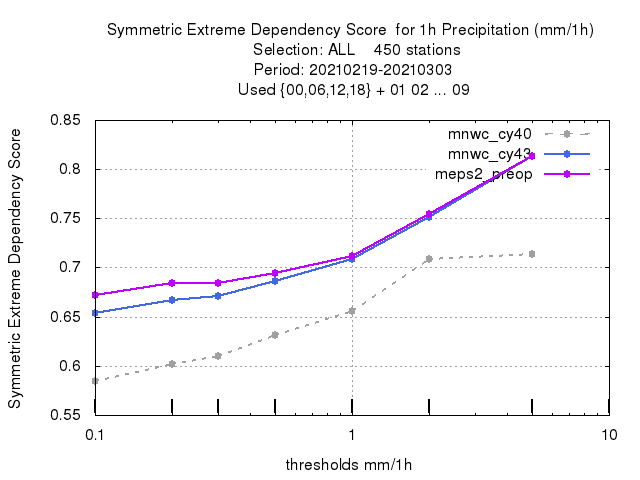 Symmetric Extreme Dependency Score  for 1h Precipitation (mm/1h)
Selection: ALL    450 stations
Period: 20210219-20210303
Used {00,06,12,18} + 01 02 ... 09
Symmetric Extreme Dependency Score
0.85
0.8
0.75
0.7
0.65
0.6
0.55
mnwc_cy40
mnwc_cy43
meps2_preop
0.1 1 10
thresholds mm/1h